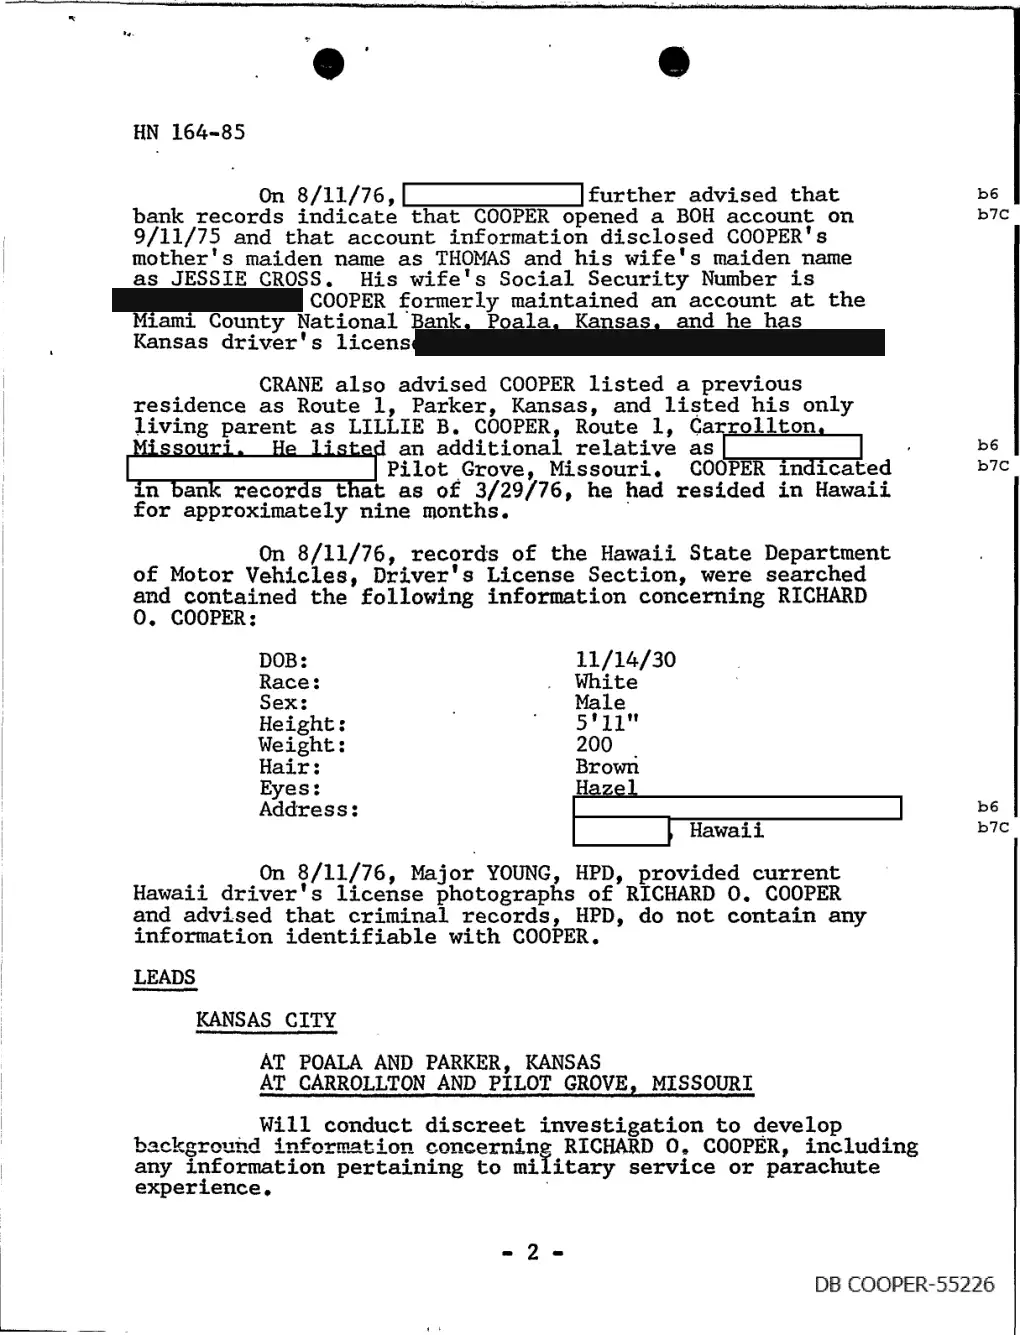 HN 164-85
On 8/11/76, further advised that b6
bank records indicate that COOPER opened a BOH account on b7C
9/11/75 and that account information disclosed COOPER's
mother's maiden name as THOMAS and his wife's maiden name
as JESSIE CROSS. His wife's Social Security Number is
COOPER formerly maintained an account at the
Miami County National Bank, Poala, Kansas, and he has
Kansas driver's licens
CRANE also advised COOPER listed a previous
residence as Route 1, Parker, Kansas, and listed his only
living parent as LILLIE B. COOPER, Route 1, Carrollton,
Missouri. He listed an additional relative as b6
Pilot Grove, Missouri. COOPER indicated b7C
in bank records that as of 3/29/76, he had resided in Hawaii
for approximately nine months.
On 8/11/76, records of the Hawaii State Department
of Motor Vehicles, Driver's License Section, were searched
and contained the following information concerning RICHARD
O. COOPER:
DOB: 11/14/30
Race: White
Sex: Male
Height: 5'11"
Weight: 200
Hair: Brown
Eyes: Hazel
Address: b6
, Hawaii b7C
On 8/11/76, Major YOUNG, HPD, provided current
Hawaii driver's license photographs of RICHARD O. COOPER
and advised that criminal records, HPD, do not contain any
information identifiable with COOPER.
LEADS
KANSAS CITY
AT POALA AND PARKER, KANSAS
AT CARROLLTON AND PILOT GROVE, MISSOURI
Will conduct discreet investigation to develop
background information concerning RICHARD O. COOPER, including
any information pertaining to military service or parachute
experience.
- 2 -
DB COOPER-55226